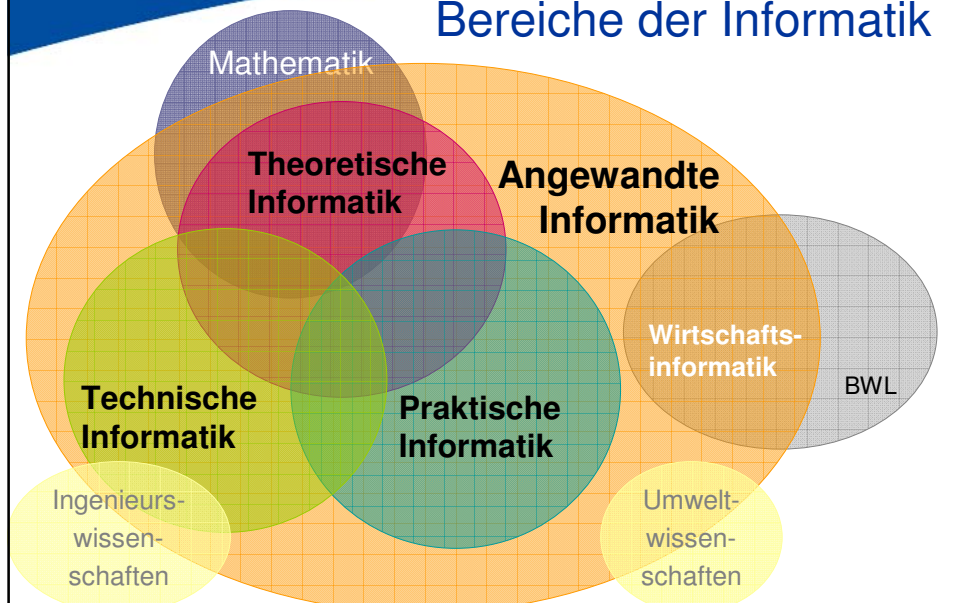 Bereiche der Informatik
Mathematik
Theoretische
Informatik
Angewandte
Informatik
Wirtschafts-
informatik
BWL
Technische
Informatik
Praktische
Informatik
Ingenieurs-
wissen-
schaften
Umwelt-
wissen-
schaften